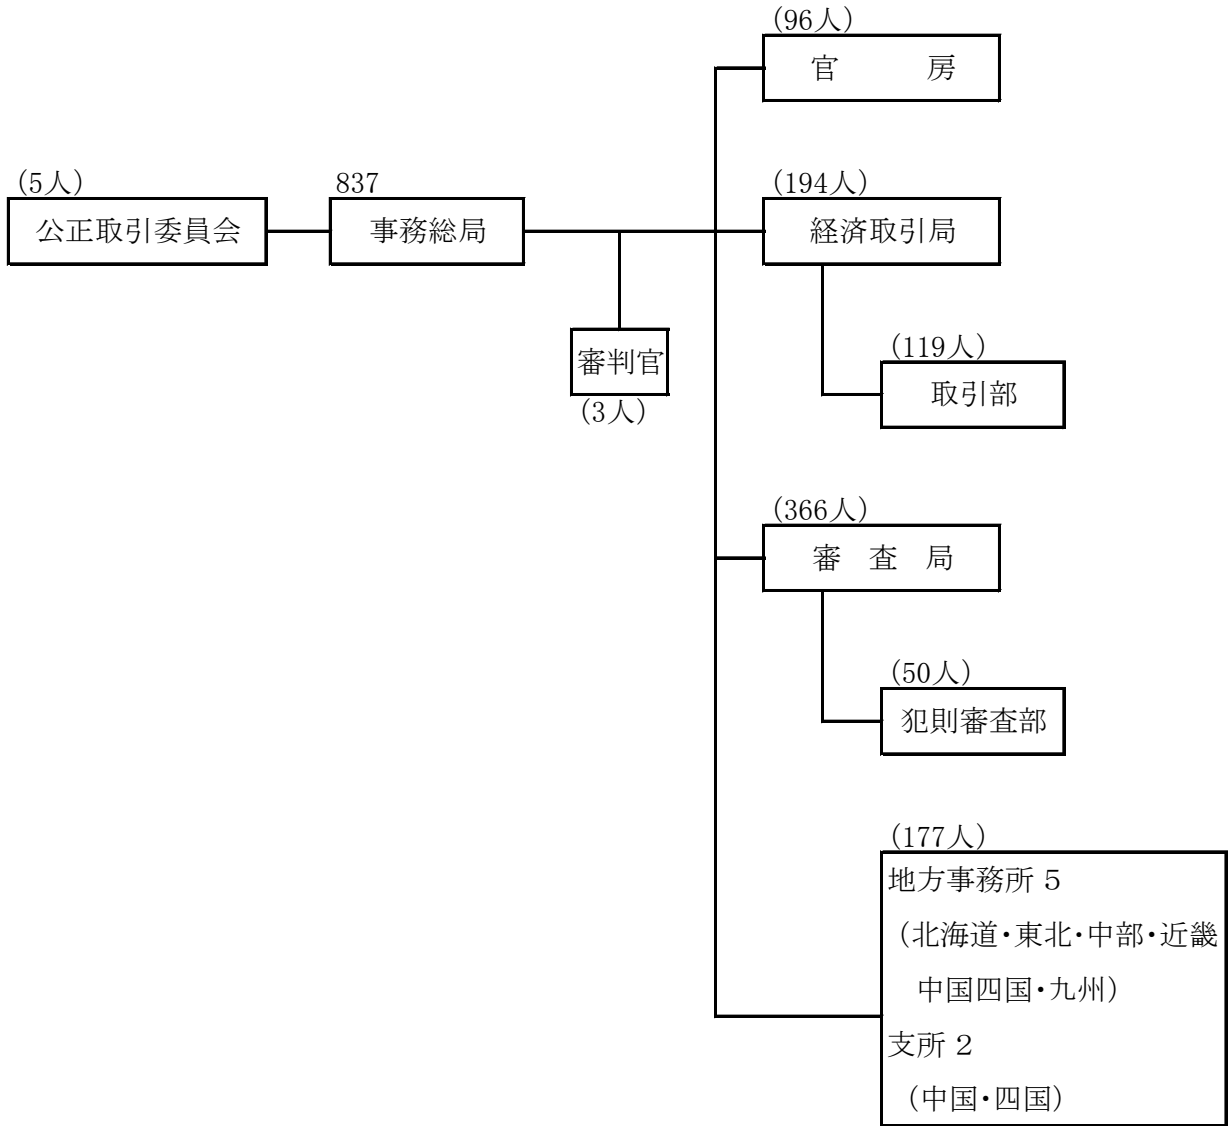 (96人)
官　　房
(5人)
公正取引委員会
837
事務総局
(194人)
経済取引局
審判官
(3人)
(119人)
取引部
(366人)
審　査　局
(50人)
犯則審査部
(177人)
地方事務所５
(北海道・東北・中部・近畿
中国四国・九州)
支所２
(中国・四国)